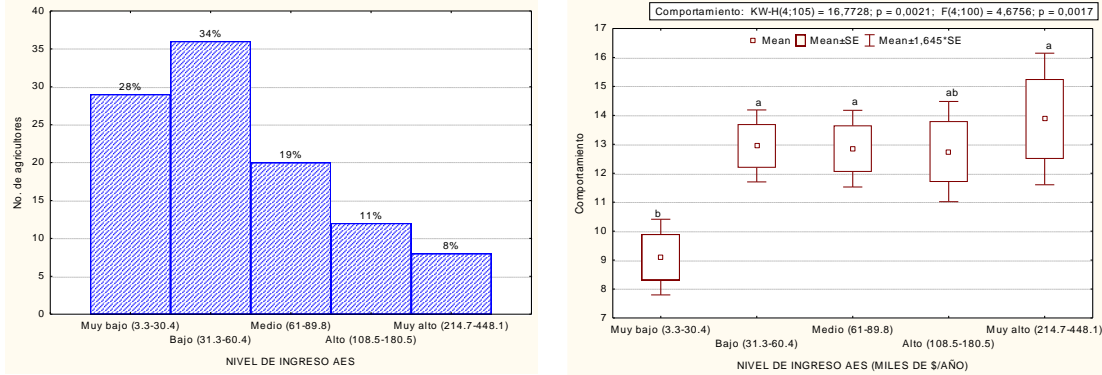 40
35
30
25
20
15
10
5
0
No. de agricultores
28%
34%
19%
11%
8%
Muy bajo (3.3-30.4)
Medio (61-89.8)
Muy alto (214.7-448.1)
Bajo (31.3-60.4)
Alto (108.5-180.5)
NIVEL DE INGRESO AES
Comportamiento: KW-H(4;105) = 16,7728; p = 0,0021; F(4;100) = 4,6756; p = 0,0017
Mean Mean±SE Mean±1,645*SE
17
16
15
14
13
12
11
10
9
8
7
Comportamiento
b
a
a
ab
a
Muy bajo (3.3-30.4)
Medio (61-89.8)
Muy alto (214.7-448.1)
Bajo (31.3-60.4)
Alto (108.5-180.5)
NIVEL DE INGRESO AES (MILES DE $/AÑO)